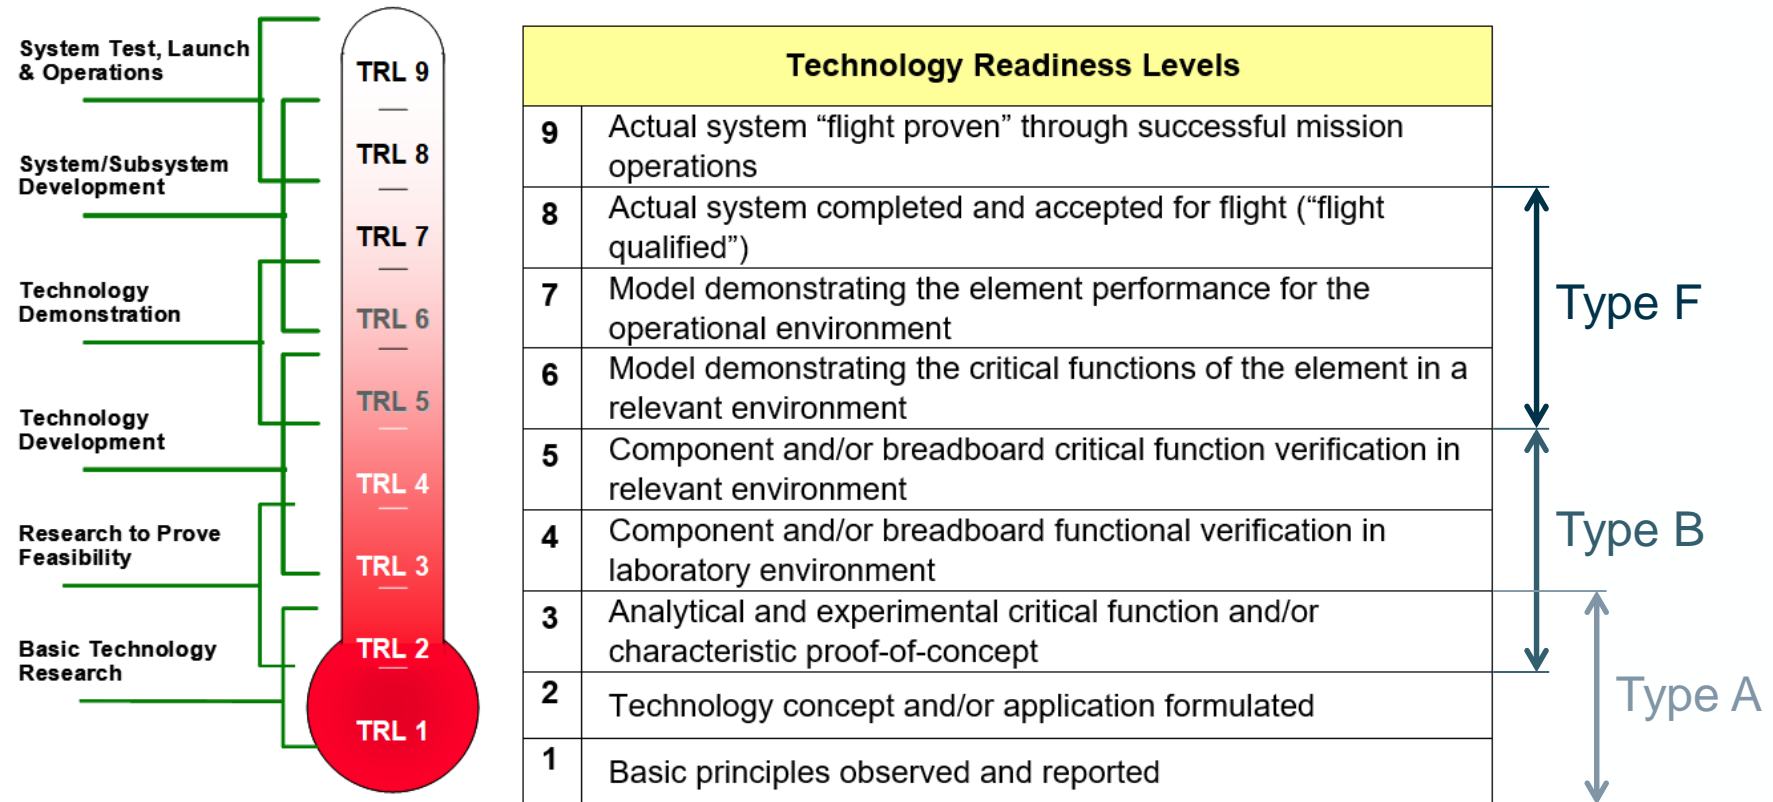 System Test, Launch
& Operations
System/Subsystem
Development
Technology
Demonstration
Technology
Development
Research to Prove
Feasibility
Basic Technology
Research
TRL 9
TRL 8
TRL 7
TRL 6
TRL 5
TRL 4
TRL 3
TRL 2
TRL 1
Technology Readiness Levels
9 Actual system “flight proven” through successful mission
operations
8 Actual system completed and accepted for flight (“flight
qualified”)
7 Model demonstrating the element performance for the
operational environment
6 Model demonstrating the critical functions of the element in a
relevant environment
5 Component and/or breadboard critical function verification in
relevant environment
4 Component and/or breadboard functional verification in
laboratory environment
3 Analytical and experimental critical function and/or
characteristic proof-of-concept
2 Technology concept and/or application formulated
1 Basic principles observed and reported
Type F
Type B
Type A